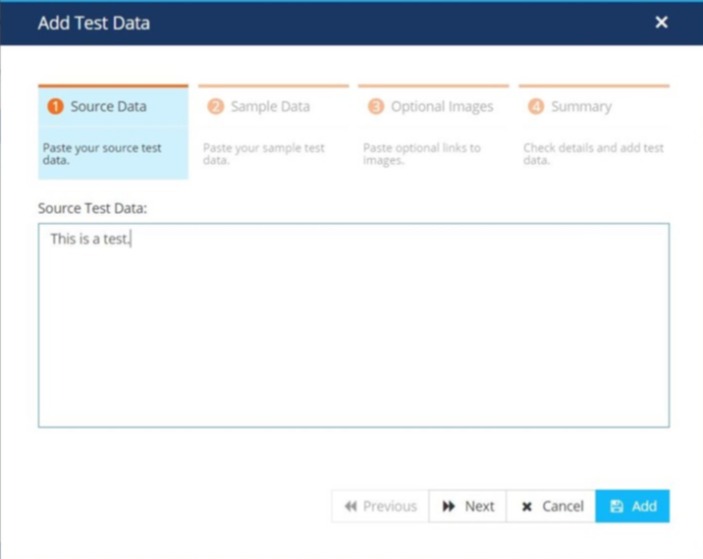 Add Test Data
1 Source Data
Paste your source test
data.
2 Sample Data
Paste your sample test
data.
3 Optional Images
Paste optional links to
images.
4 Summary
Check details and add test
data.
Source Test Data:
This is a test.
Previous Next Cancel Add